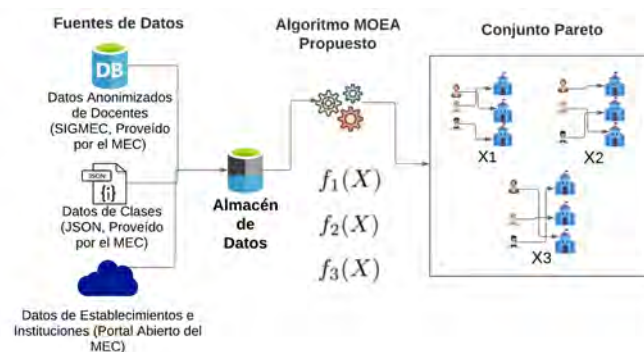 Fuentes de Datos
DB
Datos Anonimizados
de Docentes
(SIGMEC, Proveído
por el MEC)
JSON
{i}
Datos de Clases
(JSON, Proveído
por el MEC)
Datos de Establecimientos e
Instituciones (Portal Abierto del
MEC)
Almacén
de
Datos
Algoritmo MOEA
Propuesto
f₁(X)
f₂(X)
f₃(X)
Conjunto Pareto
X1
X2
X3